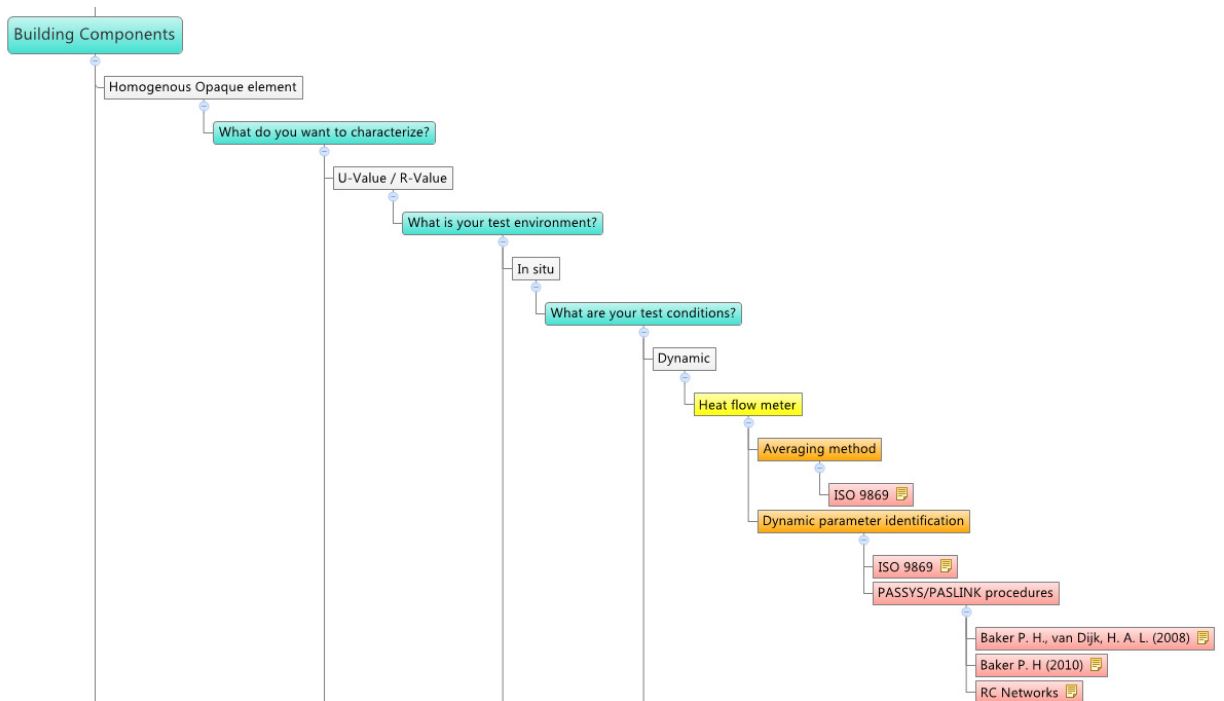 Building Components
Homogenous Opaque element
What do you want to characterize?
U-Value / R-Value
What is your test environment?
In situ
What are your test conditions?
Dynamic
Heat flow meter
Averaging method
ISO 9869
Dynamic parameter identification
ISO 9869
PASSYS/PASLINK procedures
Baker P. H., van Dijk, H. A. L. (2008)
Baker P. H (2010)
RC Networks